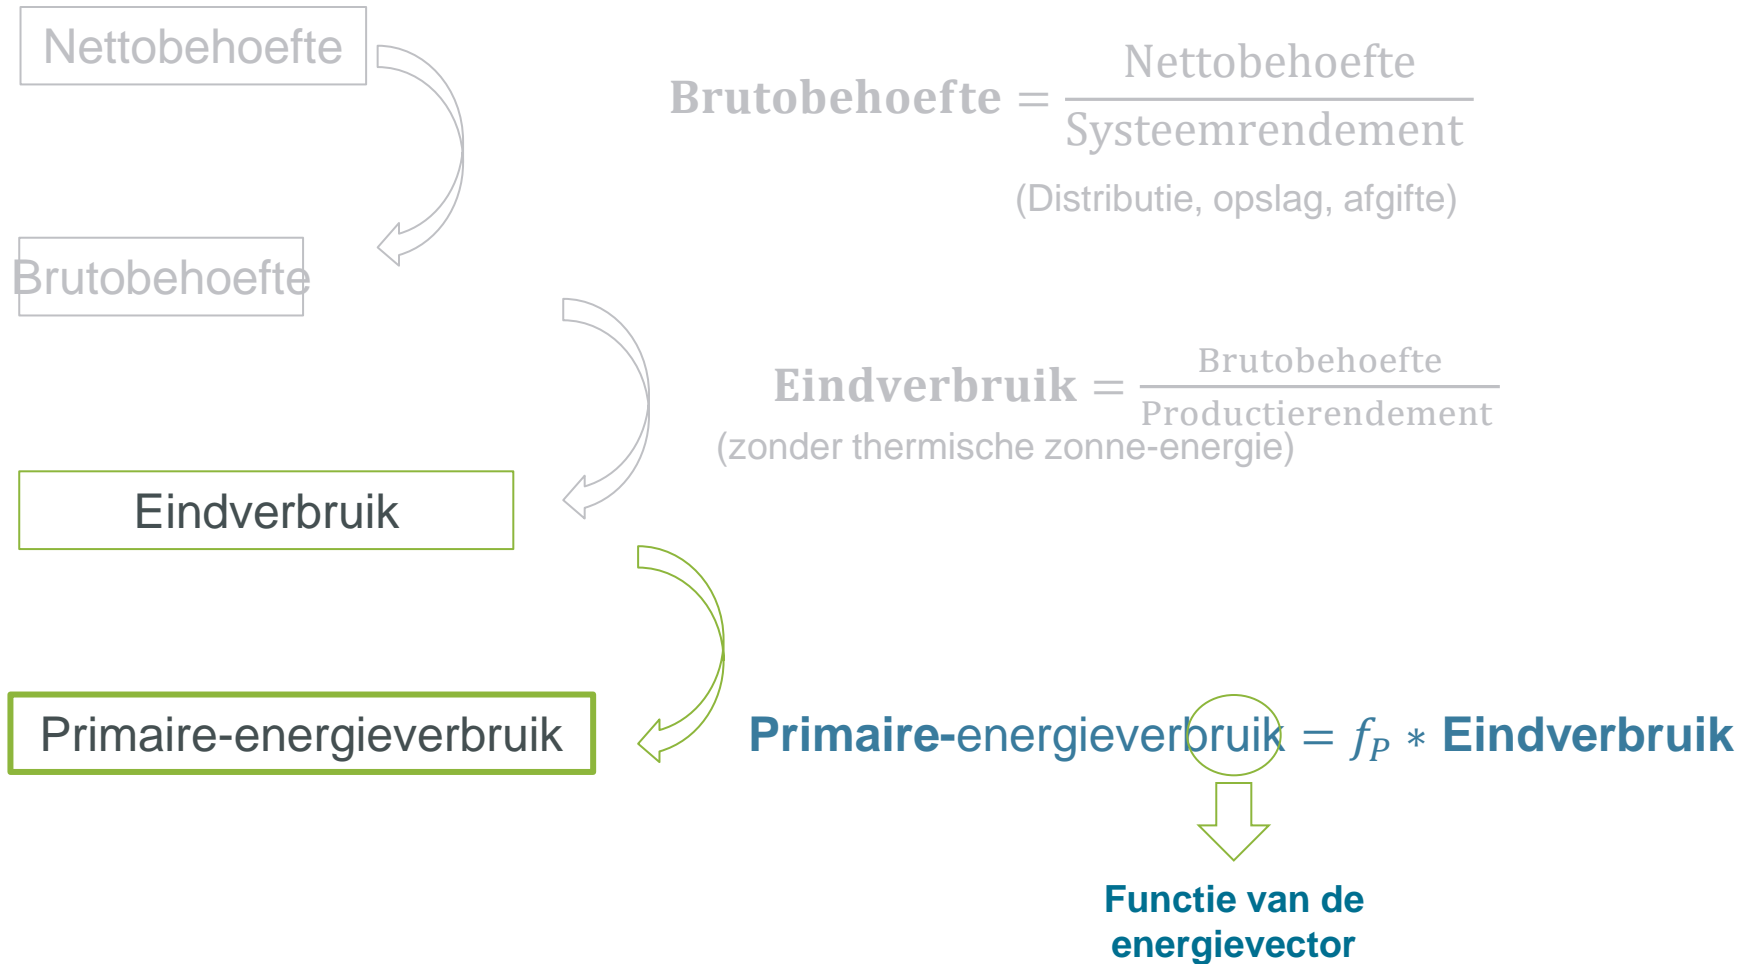 Nettobehoefte
Brutobehoefte = Nettobehoefte / Systeemrendement
(Distributie, opslag, afgifte)
Brutobehoefte
Eindverbruik = Brutobehoefte / Productierendement
(zonder thermische zonne-energie)
Eindverbruik
Primaire-energieverbruik
Primaire-energieverbruik = f_P * Eindverbruik
Functie van de
energievector